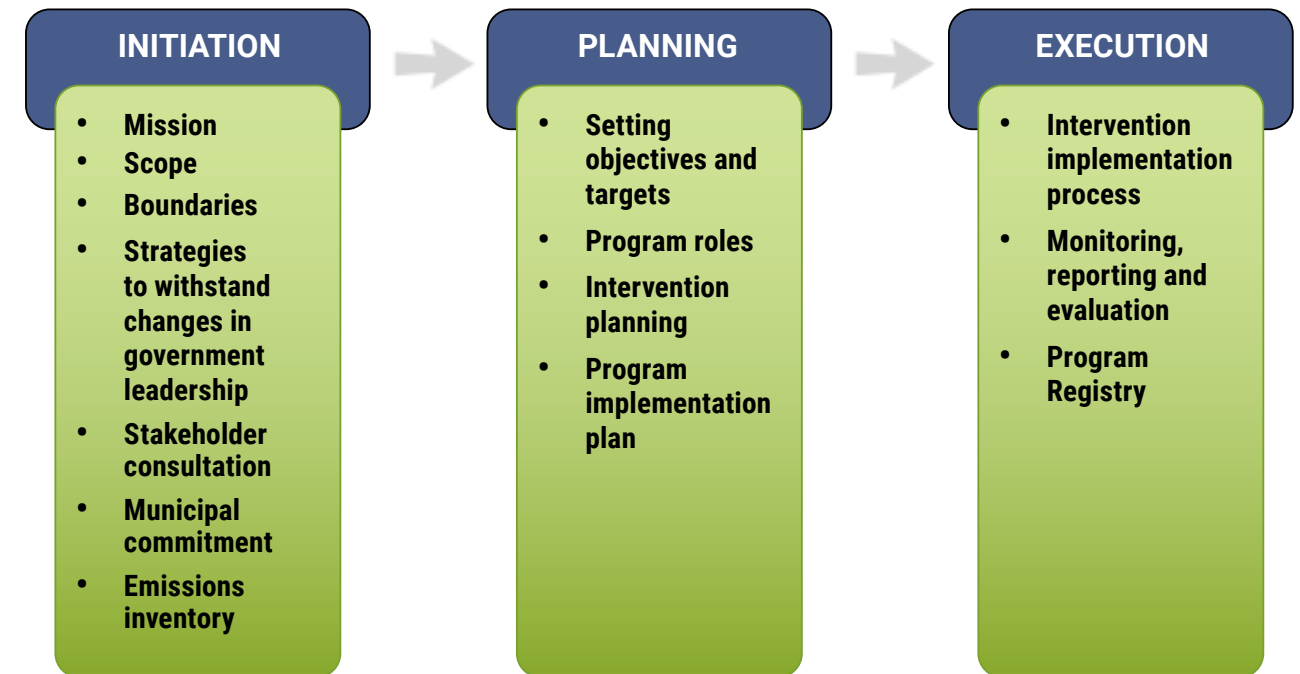 INITIATION
• Mission
• Scope
• Boundaries
• Strategies
to withstand
changes in
government
leadership
• Stakeholder
consultation
• Municipal
commitment
• Emissions
inventory
PLANNING
• Setting
objectives and
targets
• Program roles
• Intervention
planning
• Program
implementation
plan
EXECUTION
• Intervention
implementation
process
• Monitoring,
reporting and
evaluation
• Program
Registry